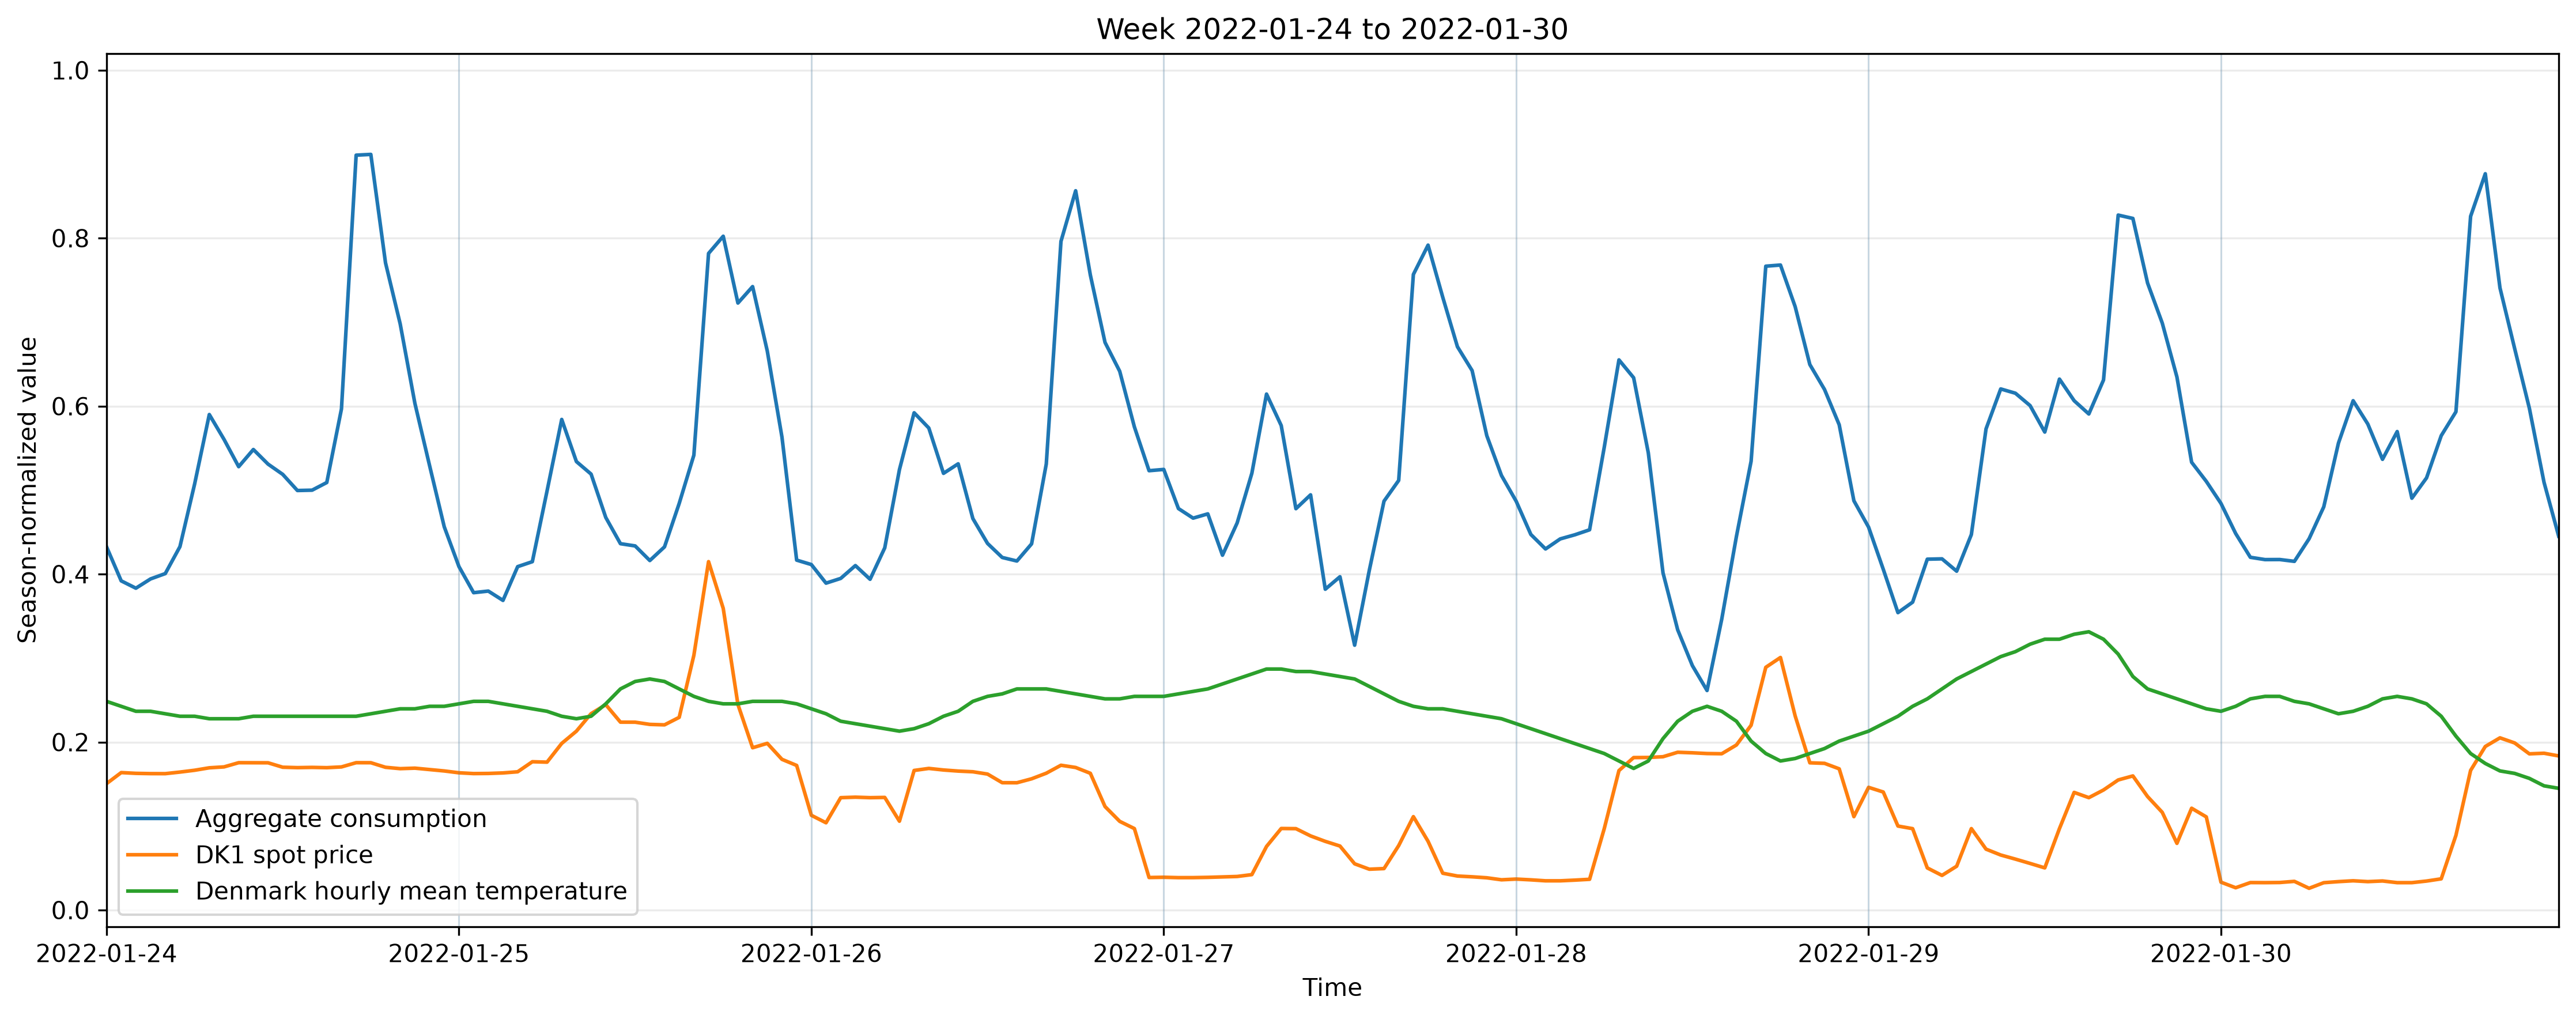 Week 2022-01-24 to 2022-01-30
Season-normalized value
1.0
0.8
0.6
0.4
0.2
0.0
Aggregate consumption
DK1 spot price
Denmark hourly mean temperature
2022-01-24 2022-01-25 2022-01-26 2022-01-27 2022-01-28 2022-01-29 2022-01-30
Time